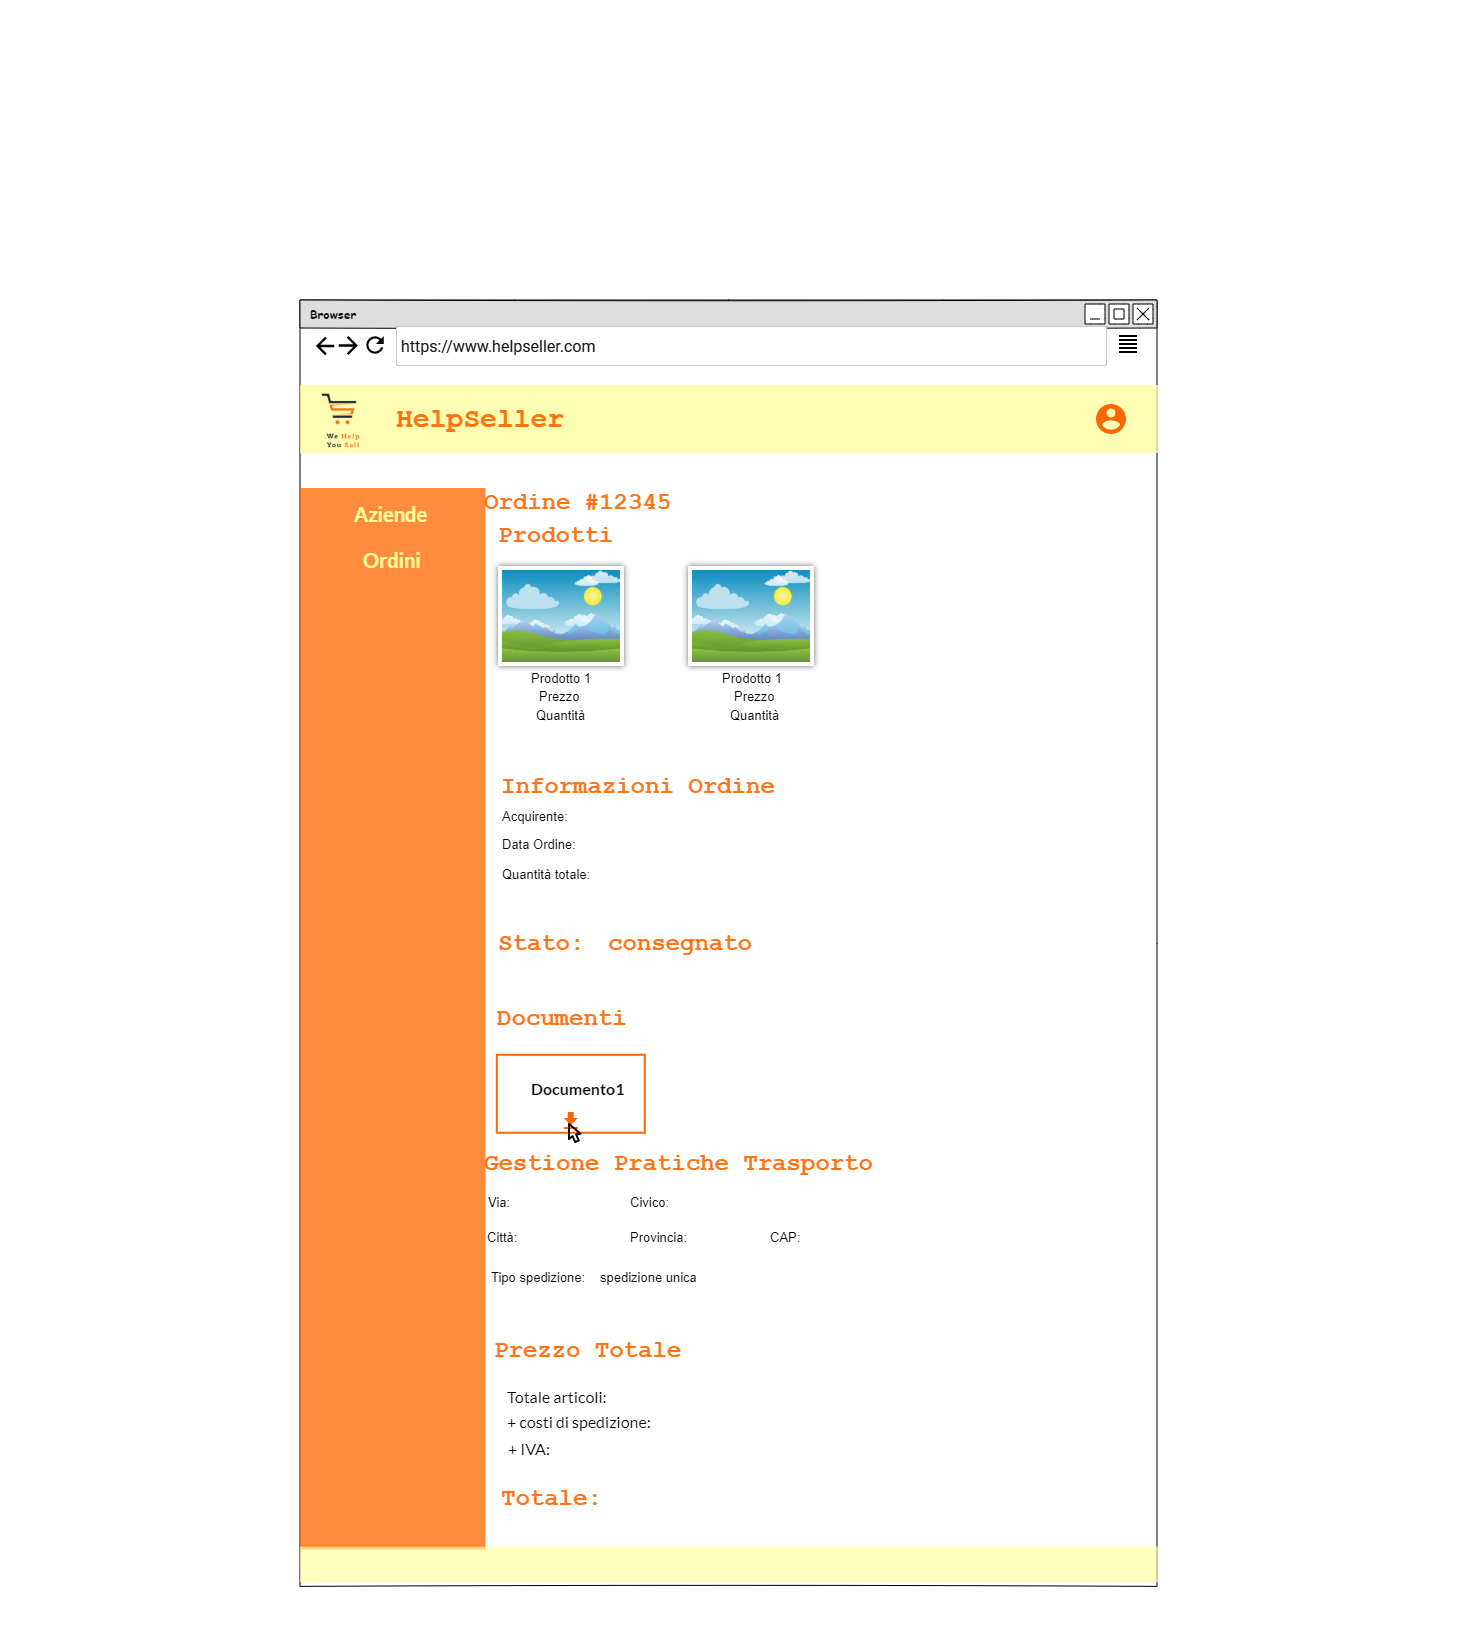 Browser
https://www.helpseller.com
We Help
You Sell
HelpSeller
Aziende
Ordini
Ordine #12345
Prodotti
Prodotto 1 Prodotto 1
Prezzo Prezzo
Quantità Quantità
Informazioni Ordine
Acquirente:
Data Ordine:
Quantità totale:
Stato: consegnato
Documenti
Documento1
Gestione Pratiche Trasporto
Via: Civico:
Città: Provincia: CAP:
Tipo spedizione: spedizione unica
Prezzo Totale
Totale articoli:
+ costi di spedizione:
+ IVA:
Totale: